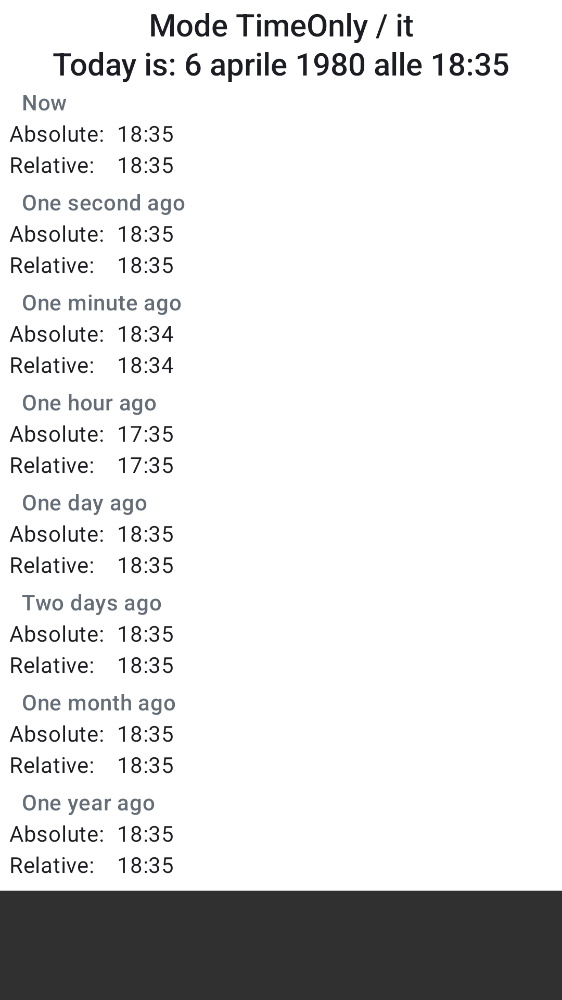 Mode TimeOnly / it
Today is: 6 aprile 1980 alle 18:35
Now
Absolute: 18:35
Relative: 18:35
One second ago
Absolute: 18:35
Relative: 18:35
One minute ago
Absolute: 18:34
Relative: 18:34
One hour ago
Absolute: 17:35
Relative: 17:35
One day ago
Absolute: 18:35
Relative: 18:35
Two days ago
Absolute: 18:35
Relative: 18:35
One month ago
Absolute: 18:35
Relative: 18:35
One year ago
Absolute: 18:35
Relative: 18:35